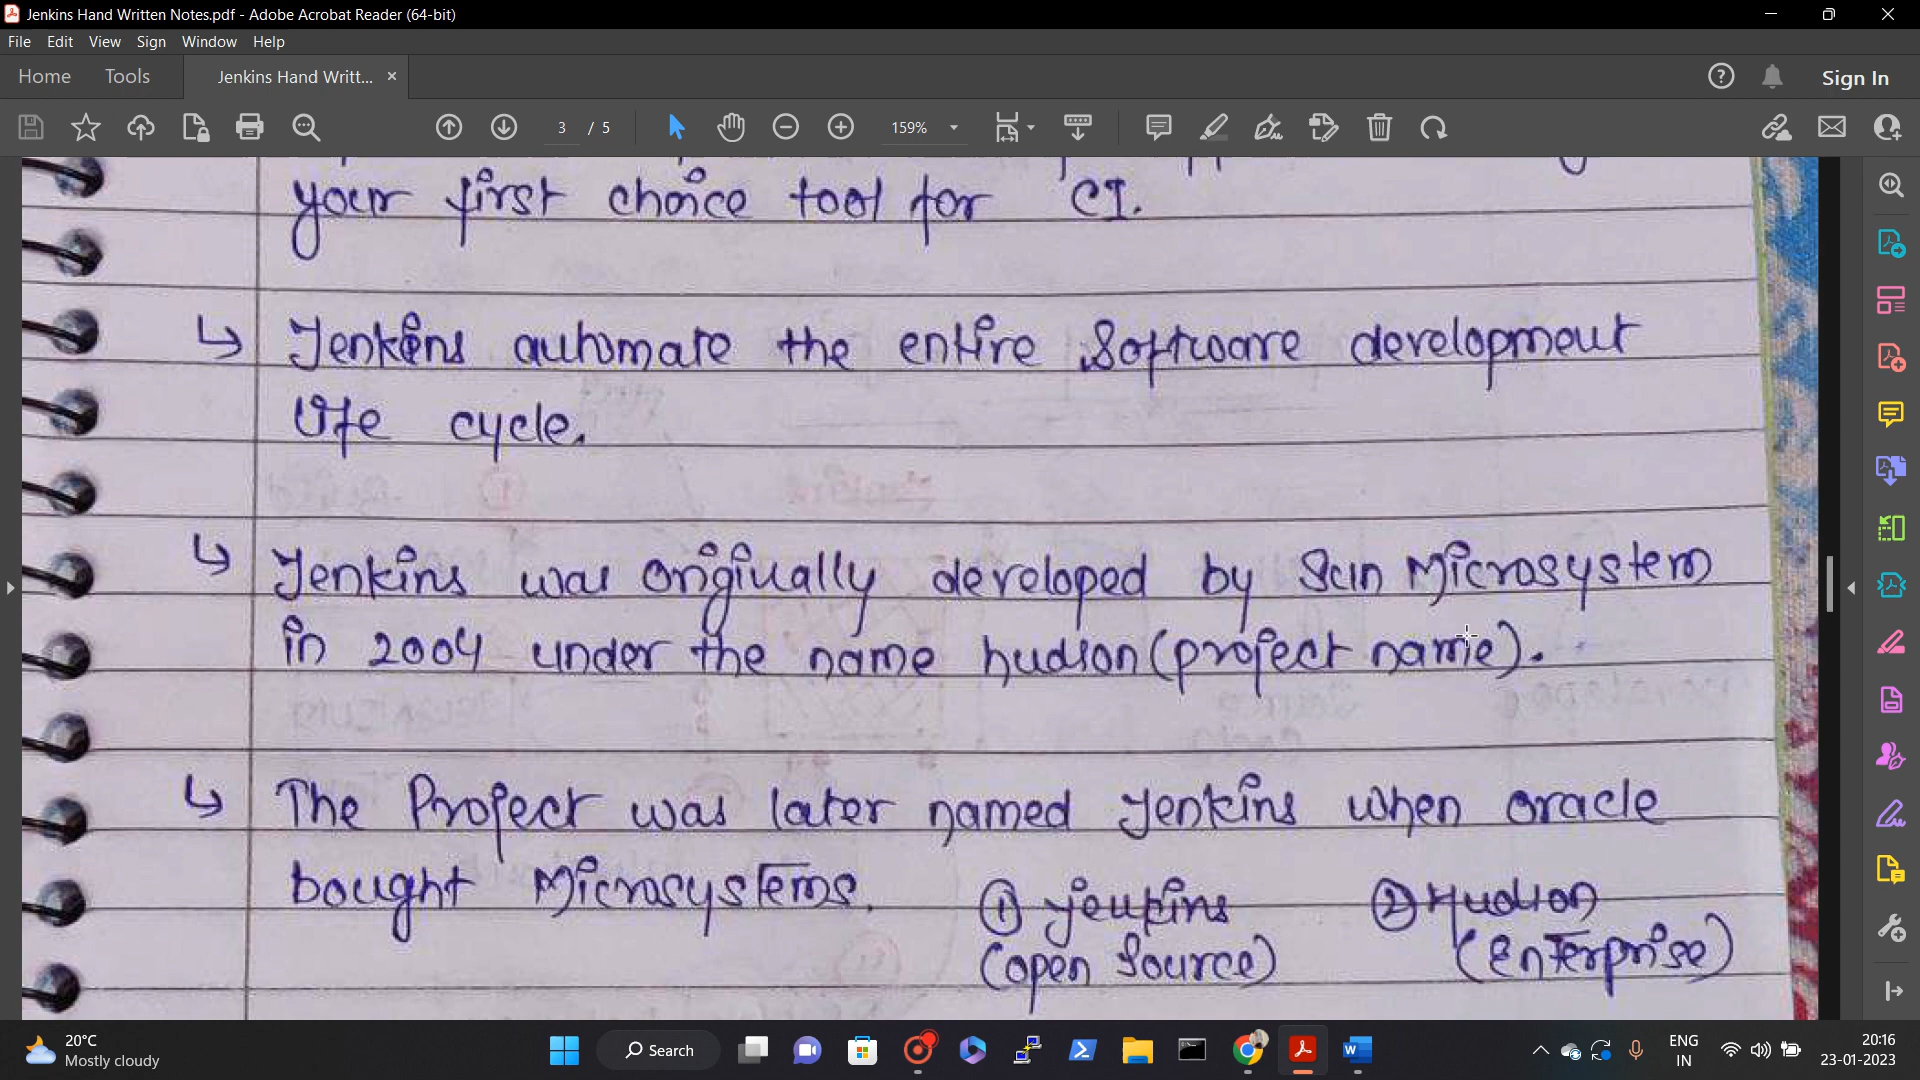 Jenkins Hand Written Notes.pdf - Adobe Acrobat Reader (64-bit)
File Edit View Sign Window Help
Home Tools Jenkins Hand Writt... × Sign In
3 / 5 159%
your first choice tool for CI.
↳ Jenkins automate the entire Software development
life cycle.
↳ Jenkins was originally developed by Sun Microsystem
in 2004 under the name hudson (project name).
↳ The Project was later named Jenkins when oracle
bought Microsystems.
① Jenkins ② Hudson
(open Source) (Enterprise)
20°C
Mostly cloudy
Search
ENG
IN
20:16
23-01-2023